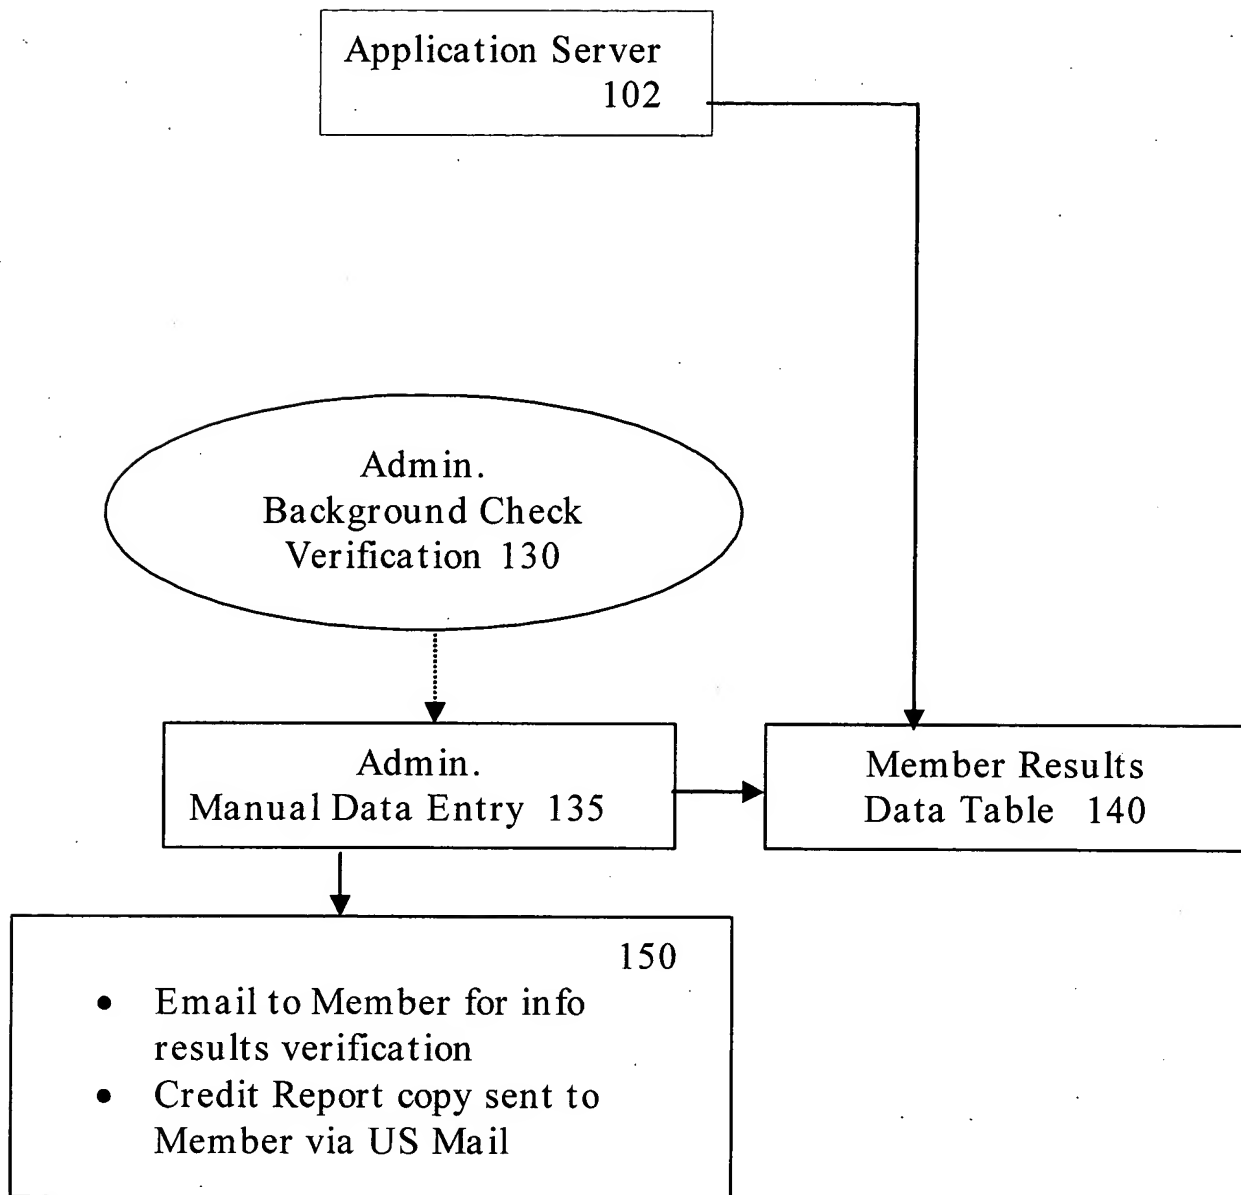 Application Server
102
Admin.
Background Check
Verification 130
Admin.
Manual Data Entry 135
Member Results
Data Table 140
150
• Email to Member for info
results verification
• Credit Report copy sent to
Member via US Mail